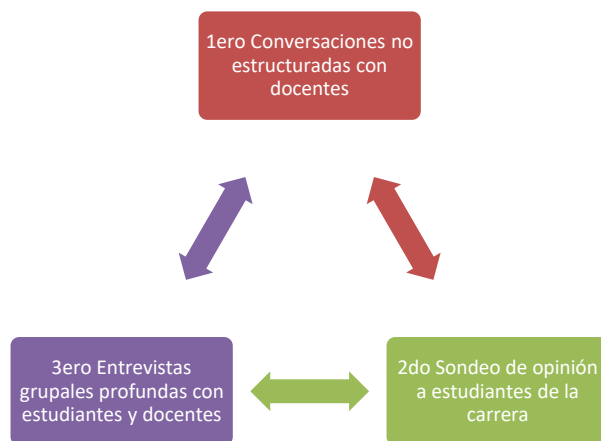 1ero Conversaciones no
estructuradas con
docentes
3ero Entrevistas
grupales profundas con
estudiantes y docentes
2do Sondeo de opinión
a estudiantes de la
carrera